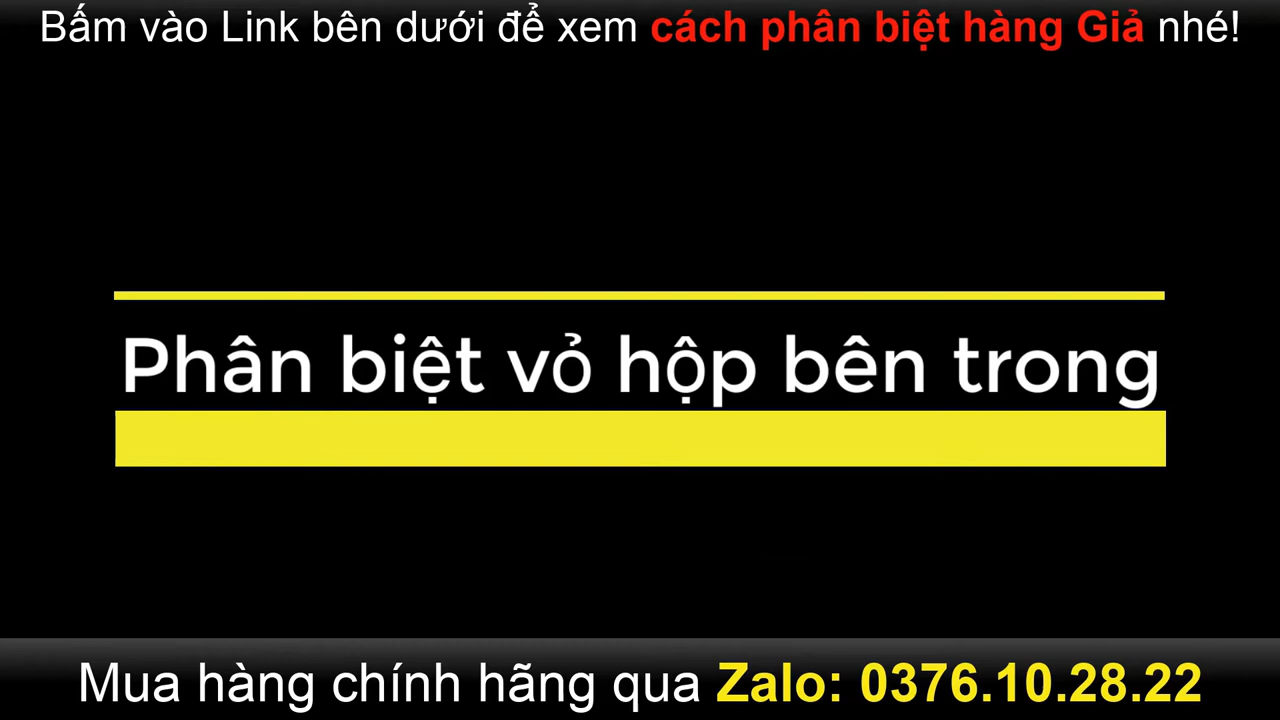 Bấm vào Link bên dưới để xem cách phân biệt hàng Giả nhé!
Phân biệt vỏ hộp bên trong
Mua hàng chính hãng qua Zalo: 0376.10.28.22